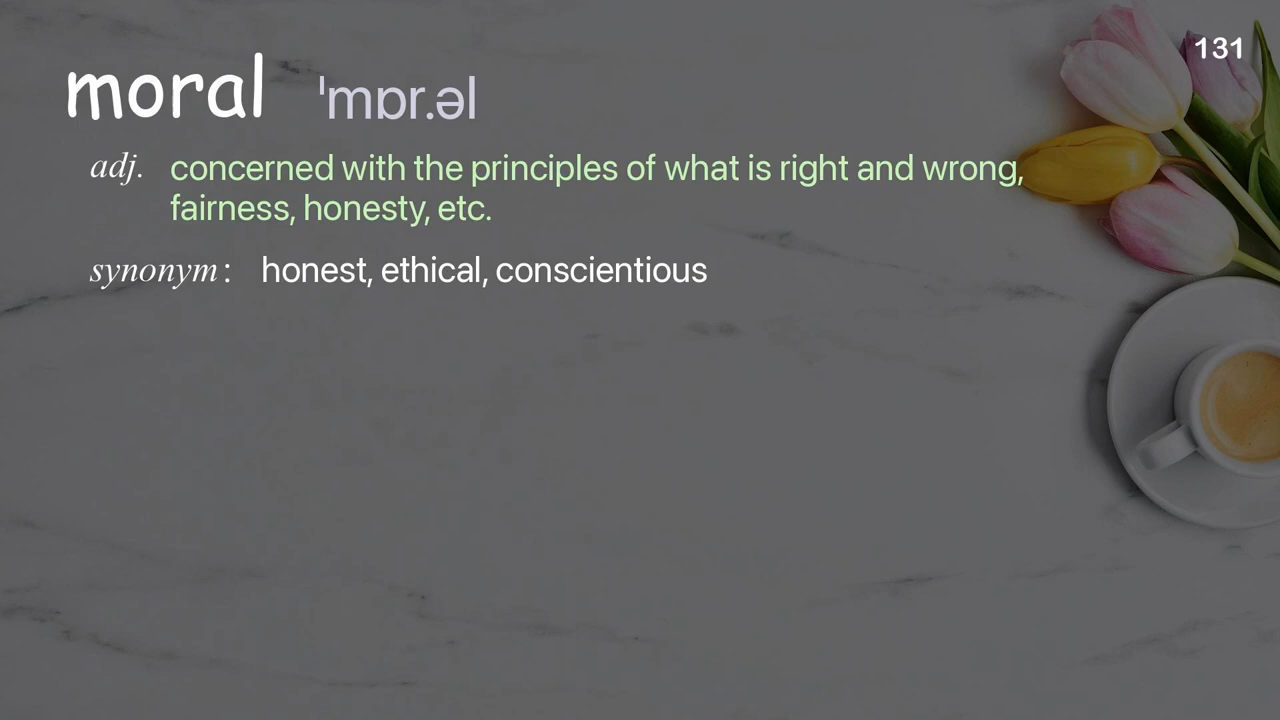 131
moral ˈmɒr.əl
adj. concerned with the principles of what is right and wrong,
fairness, honesty, etc.
synonym: honest, ethical, conscientious